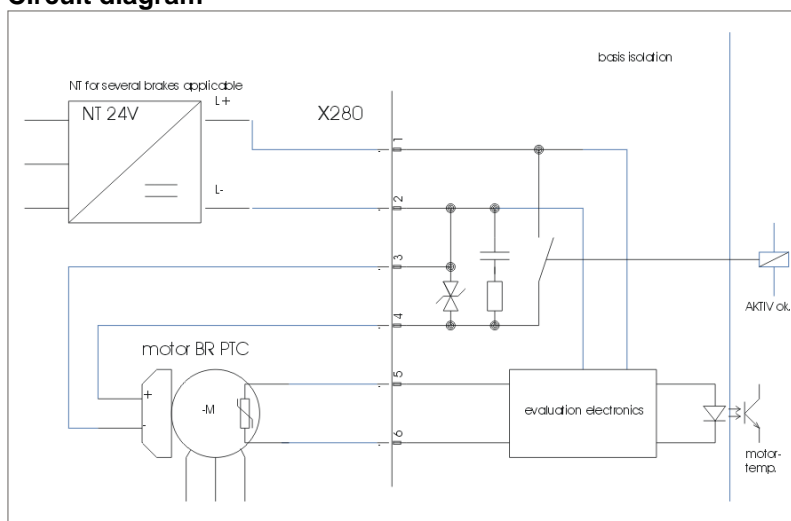 Circuit diagram
basis isolation
NT for several brakes applicable
NT 24V
L+
X280
1
L-
2
3
AKTIV ok.
4
motor BR PTC
5
+
-
-M
evaluation electronics
6
motor-
temp.